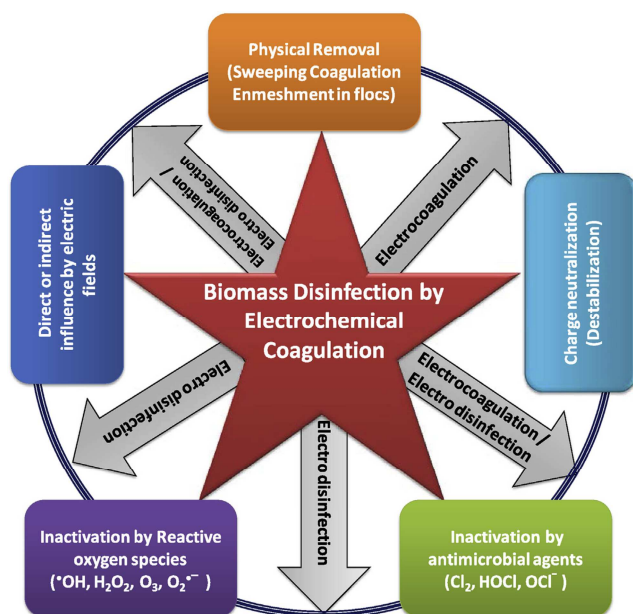 Physical Removal
(Sweeping Coagulation
Enmeshment in flocs)
Electrocoagulation /
Electro disinfection
Electrocoagulation
Direct or indirect
influence by electric
fields
Biomass Disinfection by
Electrochemical
Coagulation
Charge neutralization
(Destabilization)
Electro disinfection
Electro disinfection
Electrocoagulation /
Electro disinfection
Inactivation by Reactive
oxygen species
(•OH, H₂O₂, O₃, O₂•⁻ )
Inactivation by
antimicrobial agents
(Cl₂, HOCl, OCl⁻ )